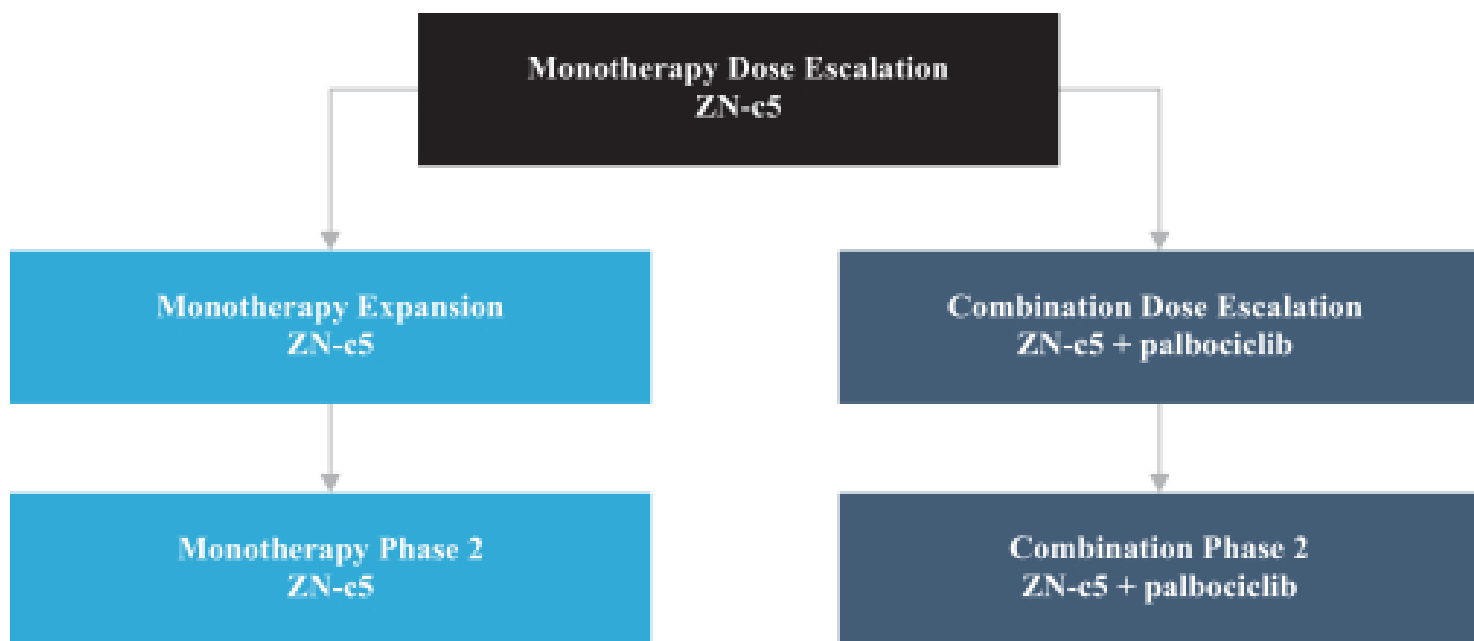 Monotherapy Dose Escalation
ZN-c5
Monotherapy Expansion
ZN-c5
Combination Dose Escalation
ZN-c5 + palbociclib
Monotherapy Phase 2
ZN-c5
Combination Phase 2
ZN-c5 + palbociclib